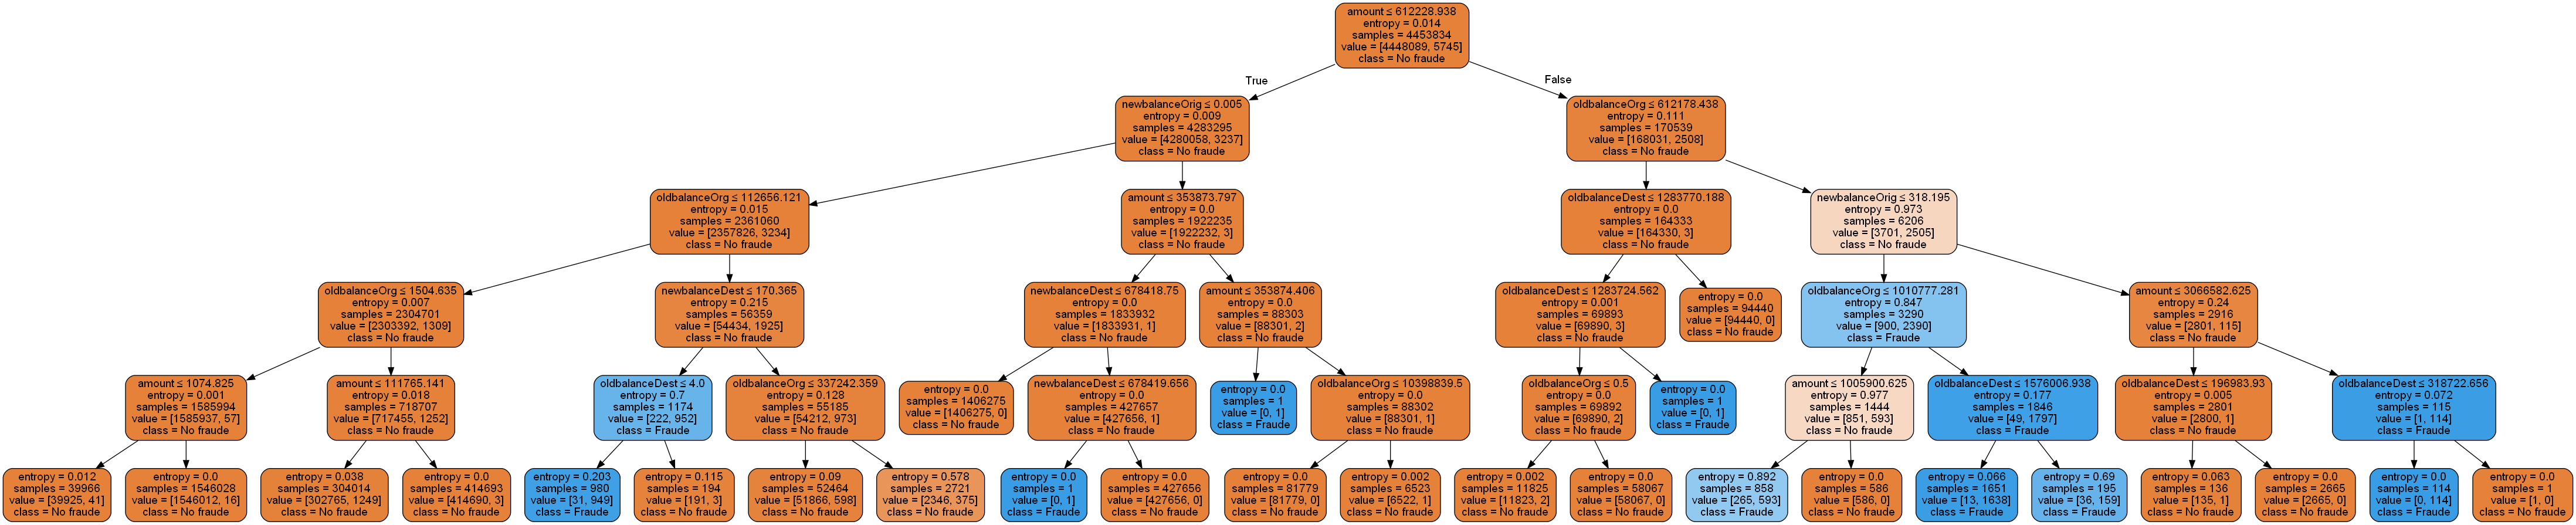 amount ≤ 612228.938
entropy = 0.014
samples = 4453834
value = [4448089, 5745]
class = No fraude
True
False
newbalanceOrig ≤ 0.005
entropy = 0.009
samples = 4283295
value = [4280058, 3237]
class = No fraude
oldbalanceOrg ≤ 612178.438
entropy = 0.111
samples = 170539
value = [168031, 2508]
class = No fraude
oldbalanceOrg ≤ 112656.121
entropy = 0.015
samples = 2361060
value = [2357826, 3234]
class = No fraude
amount ≤ 353873.797
entropy = 0.0
samples = 1922235
value = [1922232, 3]
class = No fraude
oldbalanceDest ≤ 1283770.188
entropy = 0.0
samples = 164333
value = [164330, 3]
class = No fraude
newbalanceOrig ≤ 318.195
entropy = 0.973
samples = 6206
value = [3701, 2505]
class = No fraude
oldbalanceOrg ≤ 1504.635
entropy = 0.007
samples = 2304701
value = [2303392, 1309]
class = No fraude
newbalanceDest ≤ 170.365
entropy = 0.215
samples = 56359
value = [54434, 1925]
class = No fraude
newbalanceDest ≤ 678418.75
entropy = 0.0
samples = 1833932
value = [1833931, 1]
class = No fraude
amount ≤ 353874.406
entropy = 0.0
samples = 88303
value = [88301, 2]
class = No fraude
oldbalanceDest ≤ 1283724.562
entropy = 0.001
samples = 69893
value = [69890, 3]
class = No fraude
entropy = 0.0
samples = 94440
value = [94440, 0]
class = No fraude
oldbalanceOrg ≤ 1010777.281
entropy = 0.847
samples = 3290
value = [900, 2390]
class = Fraude
amount ≤ 3066582.625
entropy = 0.24
samples = 2916
value = [2801, 115]
class = No fraude
amount ≤ 1074.825
entropy = 0.001
samples = 1585994
value = [1585937, 57]
class = No fraude
amount ≤ 111765.141
entropy = 0.018
samples = 718707
value = [717455, 1252]
class = No fraude
oldbalanceDest ≤ 4.0
entropy = 0.7
samples = 1174
value = [222, 952]
class = Fraude
oldbalanceOrg ≤ 337242.359
entropy = 0.128
samples = 55185
value = [54212, 973]
class = No fraude
entropy = 0.0
samples = 1406275
value = [1406275, 0]
class = No fraude
newbalanceDest ≤ 678419.656
entropy = 0.0
samples = 427657
value = [427656, 1]
class = No fraude
entropy = 0.0
samples = 1
value = [0, 1]
class = Fraude
oldbalanceOrg ≤ 10398839.5
entropy = 0.0
samples = 88302
value = [88301, 1]
class = No fraude
oldbalanceOrg ≤ 0.5
entropy = 0.0
samples = 69892
value = [69890, 2]
class = No fraude
entropy = 0.0
samples = 1
value = [0, 1]
class = Fraude
amount ≤ 1005900.625
entropy = 0.977
samples = 1444
value = [851, 593]
class = No fraude
oldbalanceDest ≤ 1576006.938
entropy = 0.177
samples = 1846
value = [49, 1797]
class = Fraude
oldbalanceDest ≤ 196983.93
entropy = 0.005
samples = 2801
value = [2800, 1]
class = No fraude
oldbalanceDest ≤ 318722.656
entropy = 0.072
samples = 115
value = [1, 114]
class = Fraude
entropy = 0.012
samples = 39966
value = [39925, 41]
class = No fraude
entropy = 0.0
samples = 1546028
value = [1546012, 16]
class = No fraude
entropy = 0.038
samples = 304014
value = [302765, 1249]
class = No fraude
entropy = 0.0
samples = 414693
value = [414690, 3]
class = No fraude
entropy = 0.203
samples = 980
value = [31, 949]
class = Fraude
entropy = 0.115
samples = 194
value = [191, 3]
class = No fraude
entropy = 0.09
samples = 52464
value = [51866, 598]
class = No fraude
entropy = 0.578
samples = 2721
value = [2346, 375]
class = No fraude
entropy = 0.0
samples = 1
value = [0, 1]
class = Fraude
entropy = 0.0
samples = 427656
value = [427656, 0]
class = No fraude
entropy = 0.0
samples = 81779
value = [81779, 0]
class = No fraude
entropy = 0.002
samples = 6523
value = [6522, 1]
class = No fraude
entropy = 0.002
samples = 11825
value = [11823, 2]
class = No fraude
entropy = 0.0
samples = 58067
value = [58067, 0]
class = No fraude
entropy = 0.892
samples = 858
value = [265, 593]
class = Fraude
entropy = 0.0
samples = 586
value = [586, 0]
class = No fraude
entropy = 0.066
samples = 1651
value = [13, 1638]
class = Fraude
entropy = 0.69
samples = 195
value = [36, 159]
class = Fraude
entropy = 0.063
samples = 136
value = [135, 1]
class = No fraude
entropy = 0.0
samples = 2665
value = [2665, 0]
class = No fraude
entropy = 0.0
samples = 114
value = [0, 114]
class = Fraude
entropy = 0.0
samples = 1
value = [1, 0]
class = No fraude